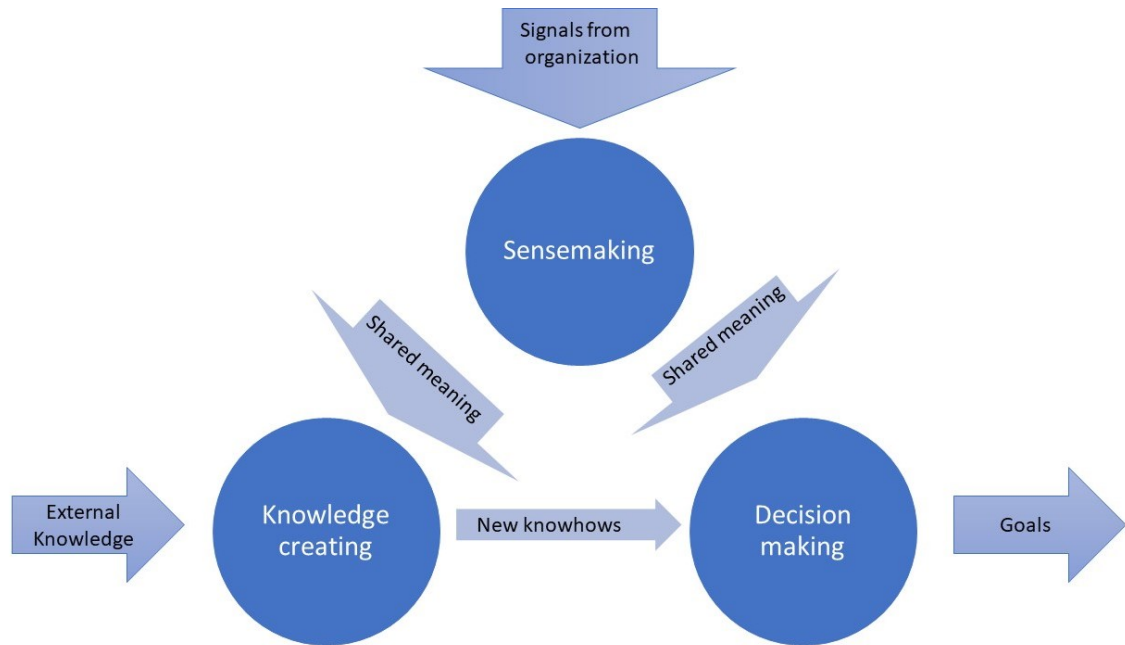 Signals from
organization
Sensemaking
Shared meaning
Shared meaning
External
Knowledge
Knowledge
creating
New knowhows
Decision
making
Goals